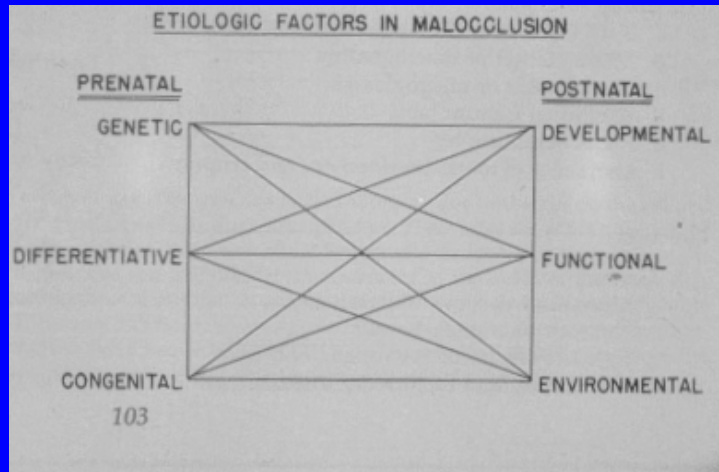 ETIOLOGIC FACTORS IN MALOCCLUSION
PRENATAL
POSTNATAL
GENETIC
DEVELOPMENTAL
DIFFERENTIATIVE
FUNCTIONAL
CONGENITAL
ENVIRONMENTAL
103